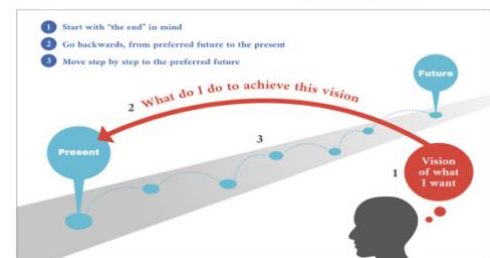 1 Start with "the end" in mind
2 Go backwards, from preferred future to the present
3 Move step by step to the preferred future
Future
2 What do I do to achieve this vision
Present
3
1
Vision
of what
I want